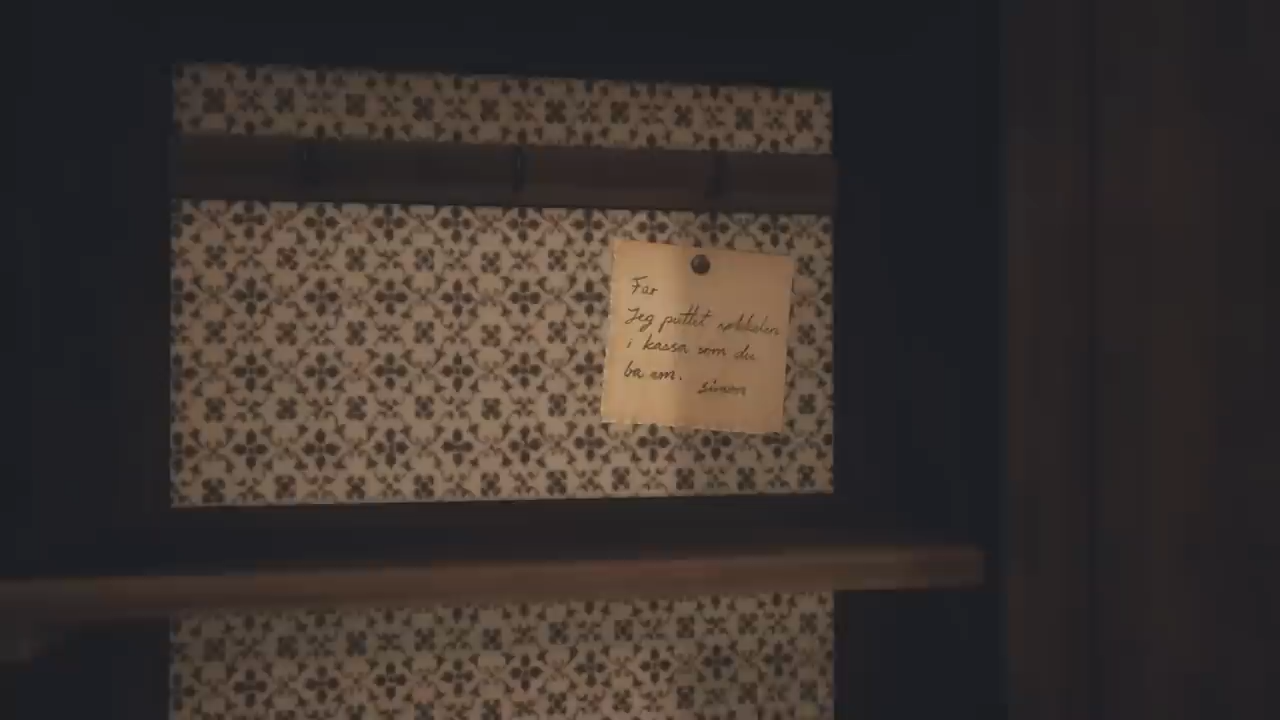 Far
Jeg puttet nøkkelen
i kassa som du
ba om.
simon